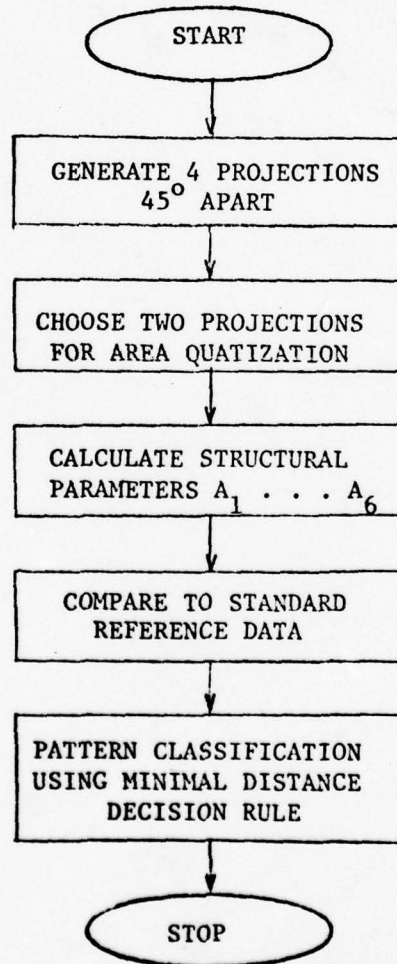 START
GENERATE 4 PROJECTIONS
45° APART
CHOOSE TWO PROJECTIONS
FOR AREA QUATIZATION
CALCULATE STRUCTURAL
PARAMETERS A₁ . . . A₆
COMPARE TO STANDARD
REFERENCE DATA
PATTERN CLASSIFICATION
USING MINIMAL DISTANCE
DECISION RULE
STOP